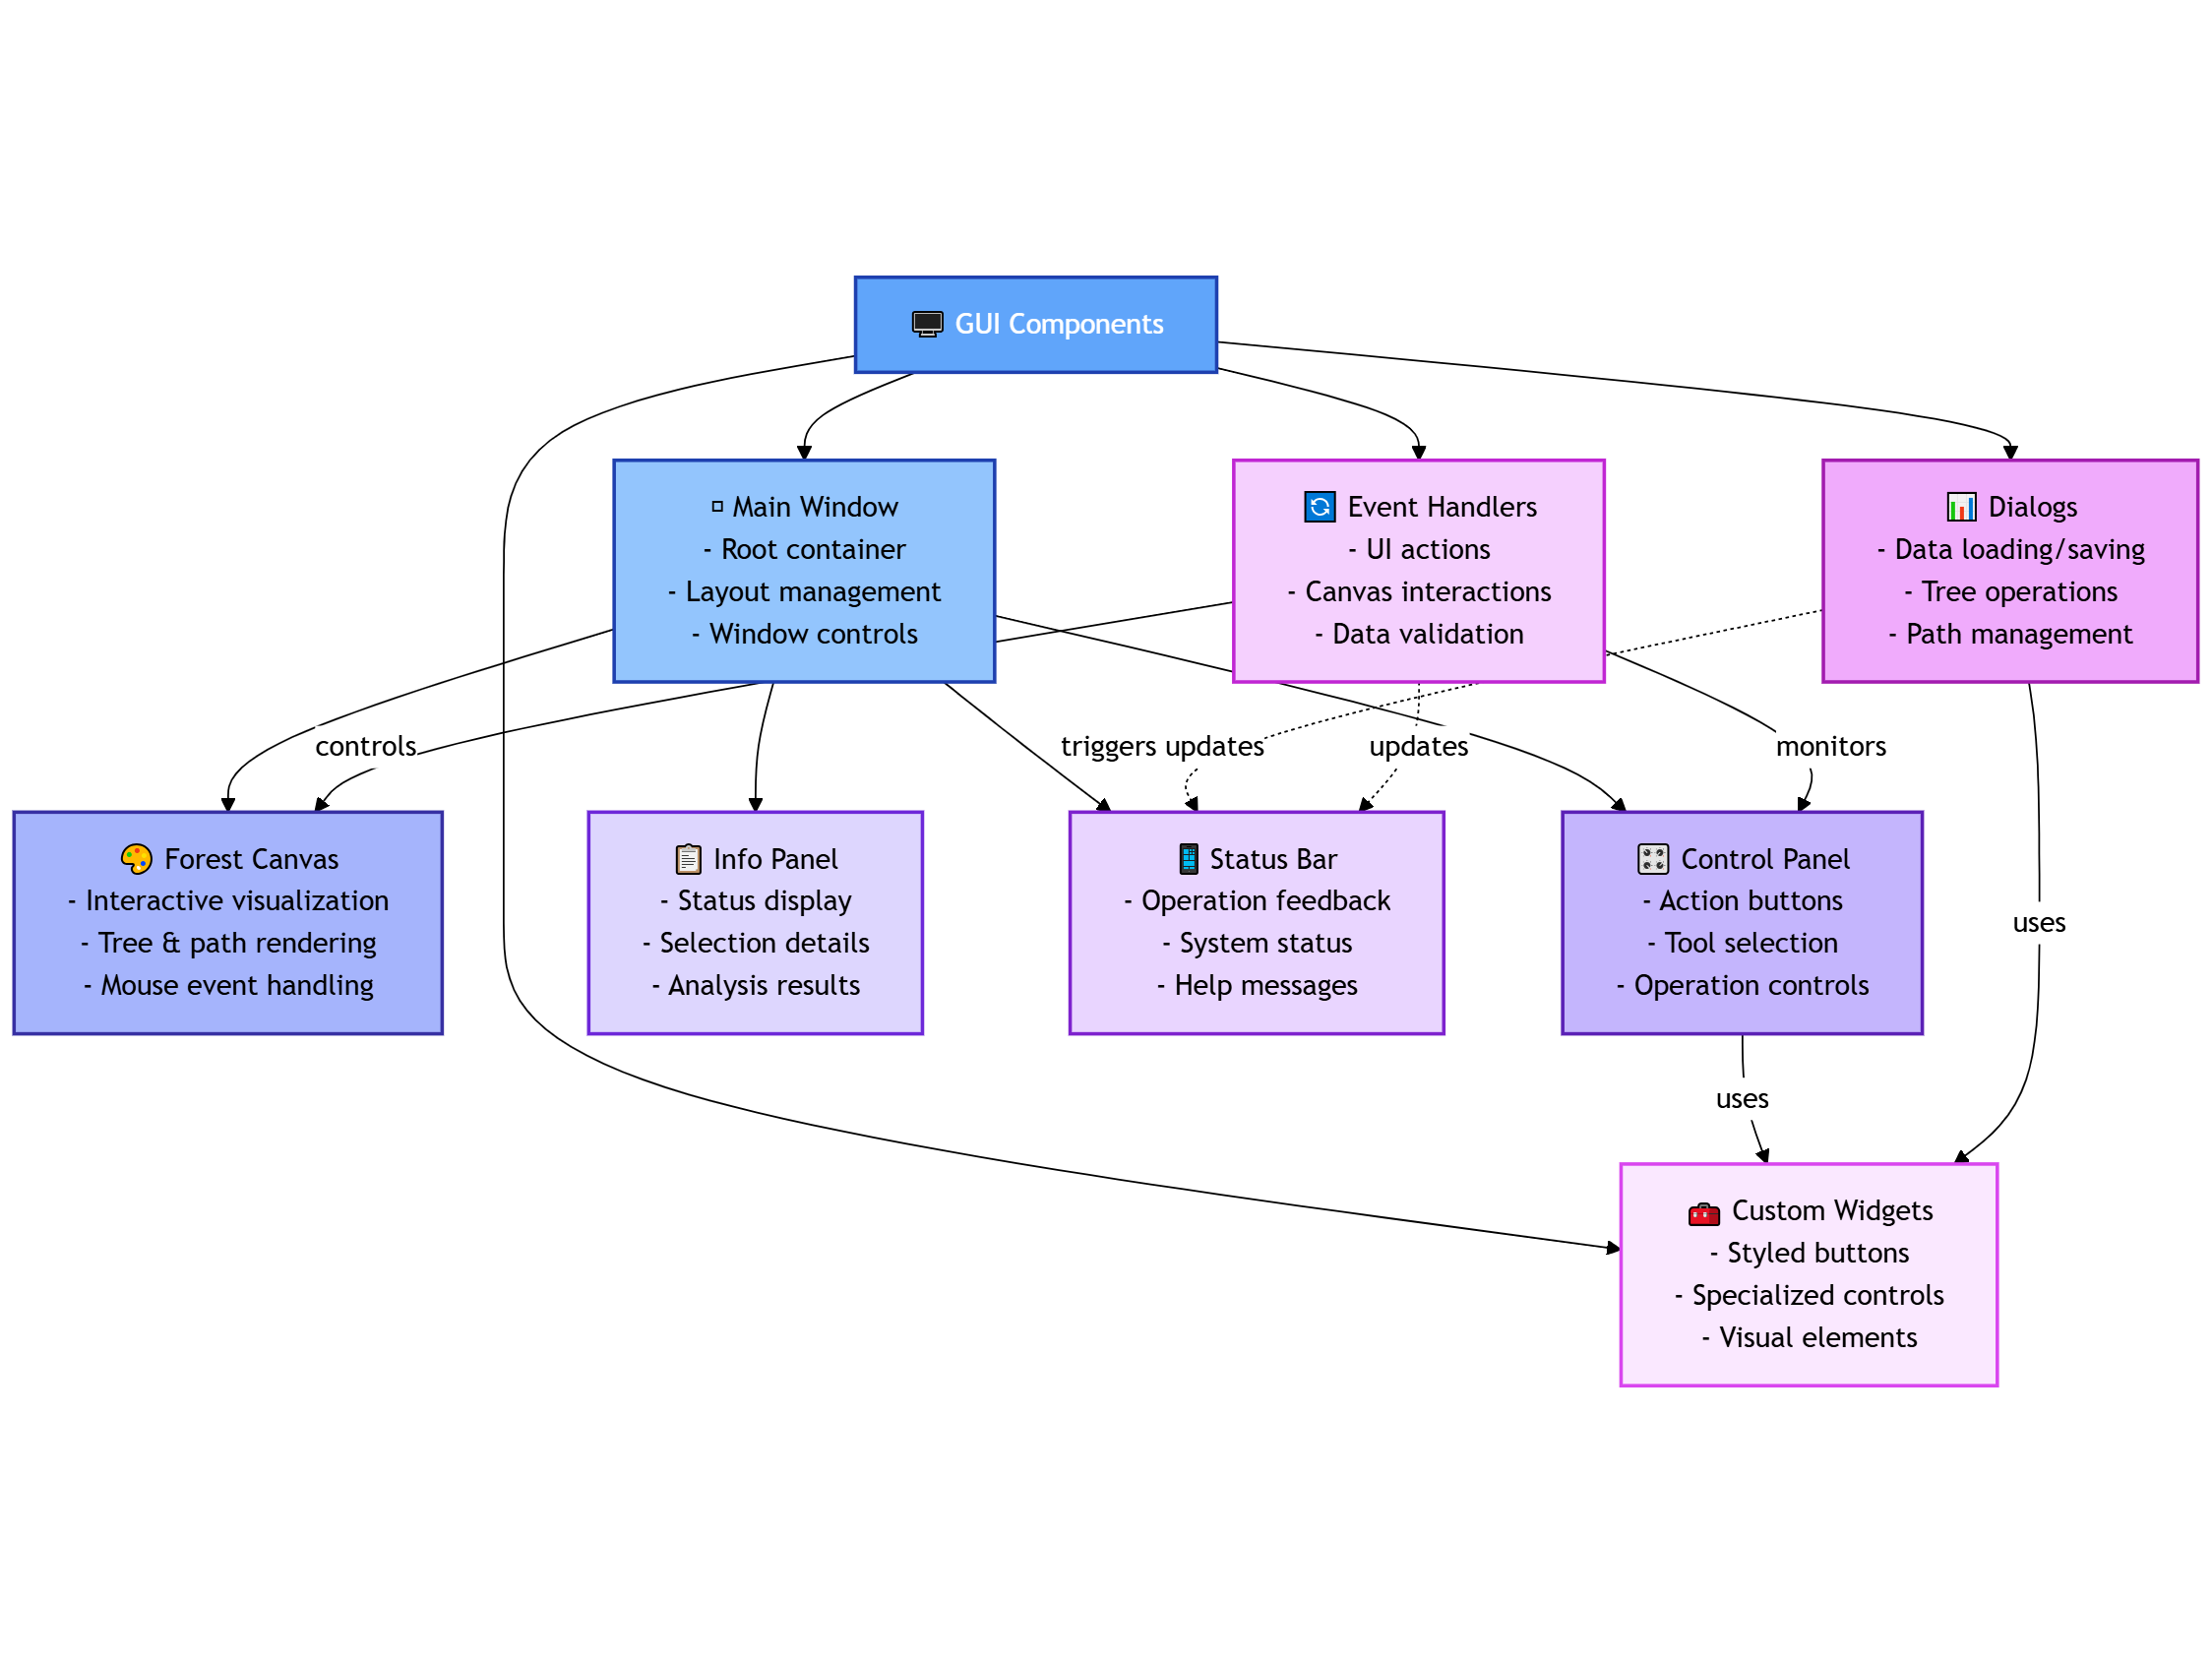 GUI Components
Main Window
- Root container
- Layout management
- Window controls
Event Handlers
- UI actions
- Canvas interactions
- Data validation
Dialogs
- Data loading/saving
- Tree operations
- Path management
controls
triggers updates
updates
monitors
Forest Canvas
- Interactive visualization
- Tree & path rendering
- Mouse event handling
Info Panel
- Status display
- Selection details
- Analysis results
Status Bar
- Operation feedback
- System status
- Help messages
Control Panel
- Action buttons
- Tool selection
- Operation controls
uses
uses
Custom Widgets
- Styled buttons
- Specialized controls
- Visual elements